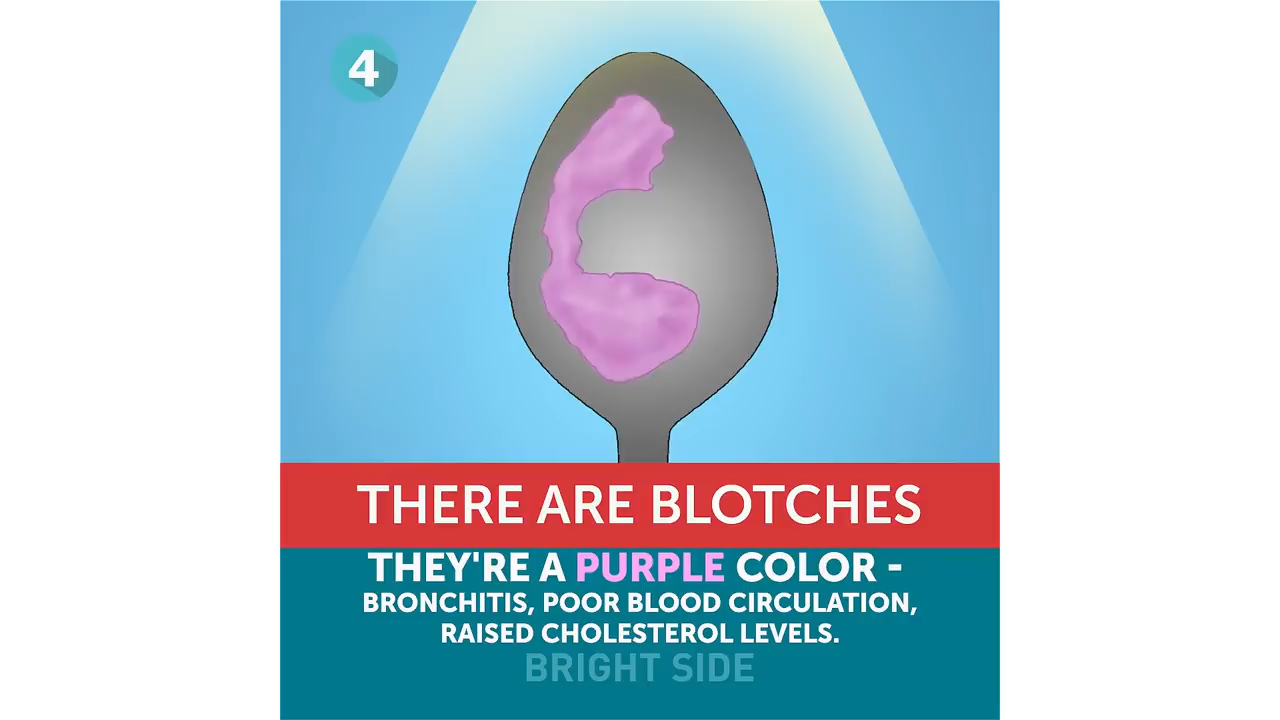 4
THERE ARE BLOTCHES
THEY'RE A PURPLE COLOR -
BRONCHITIS, POOR BLOOD CIRCULATION,
RAISED CHOLESTEROL LEVELS.
BRIGHT SIDE